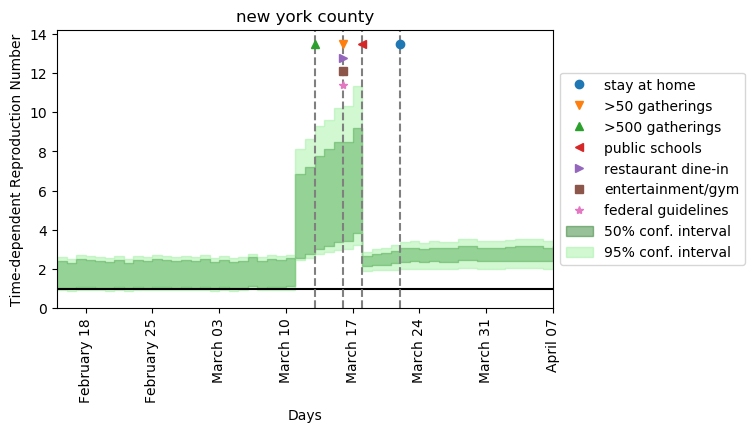 new york county
Time-dependent Reproduction Number
14
12
10
8
6
4
2
0
February 18
February 25
March 03
March 10
March 17
March 24
March 31
April 07
Days
stay at home
>50 gatherings
>500 gatherings
public schools
restaurant dine-in
entertainment/gym
federal guidelines
50% conf. interval
95% conf. interval